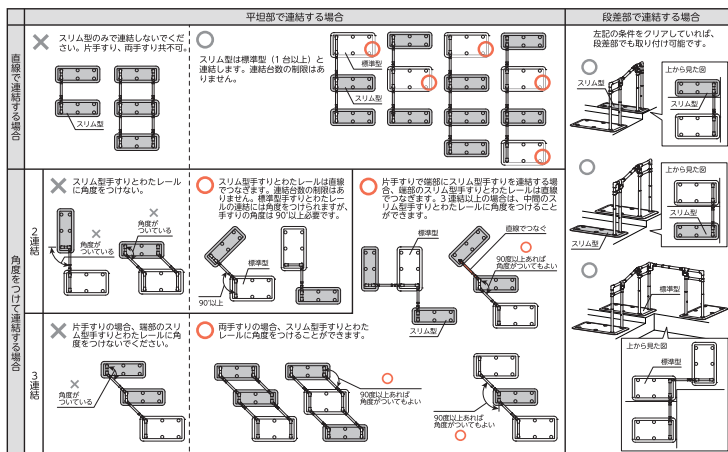 平坦部で連結する場合
段差部で連結する場合
直線で連結する場合
スリム型のみで連結しないでくだ
さい。片手すり、両手すり共不可。
スリム型
スリム型は標準型（1台以上）と
連結します。連結台数の制限はあ
りません。
標準型
スリム型
左記の条件をクリアしていれば、
段差部でも取り付け可能です。
スリム型
上から見た図
スリム型
標準型
上から見た図
標準型
スリム型
スリム型
標準型
上から見た図
標準型
角度をつけて連結する場合
2連結
スリム型手すりとわたレール
に角度をつけない。
角度が
ついている
角度が
ついている
スリム型手すりとわたレールは直線
でつなぎます。連結台数の制限はあ
りません。標準型手すりとわたレー
ルの連結には角度をつけられますが、
手すりの角度は 90°以上必要です。
標準型
90°以上
片手すりで端部にスリム型手すりを連結する場
合、端部のスリム型手すりとわたレールは直線
でつなぎます。3連結以上の場合は、中間のス
リム型手すりとわたレールに角度をつけること
ができます。
標準型
スリム型
直線でつなぐ
90度以上あれば
角度がついてもよい
3連結
片手すりの場合、端部のスリ
ム型手すりとわたレールに角
度をつけないでください。
角度が
ついている
両手すりの場合、スリム型手すりとわた
レールに角度をつけることができます。
90度以上あれば
角度がついてもよい
90度以上あれば
角度がついてもよい